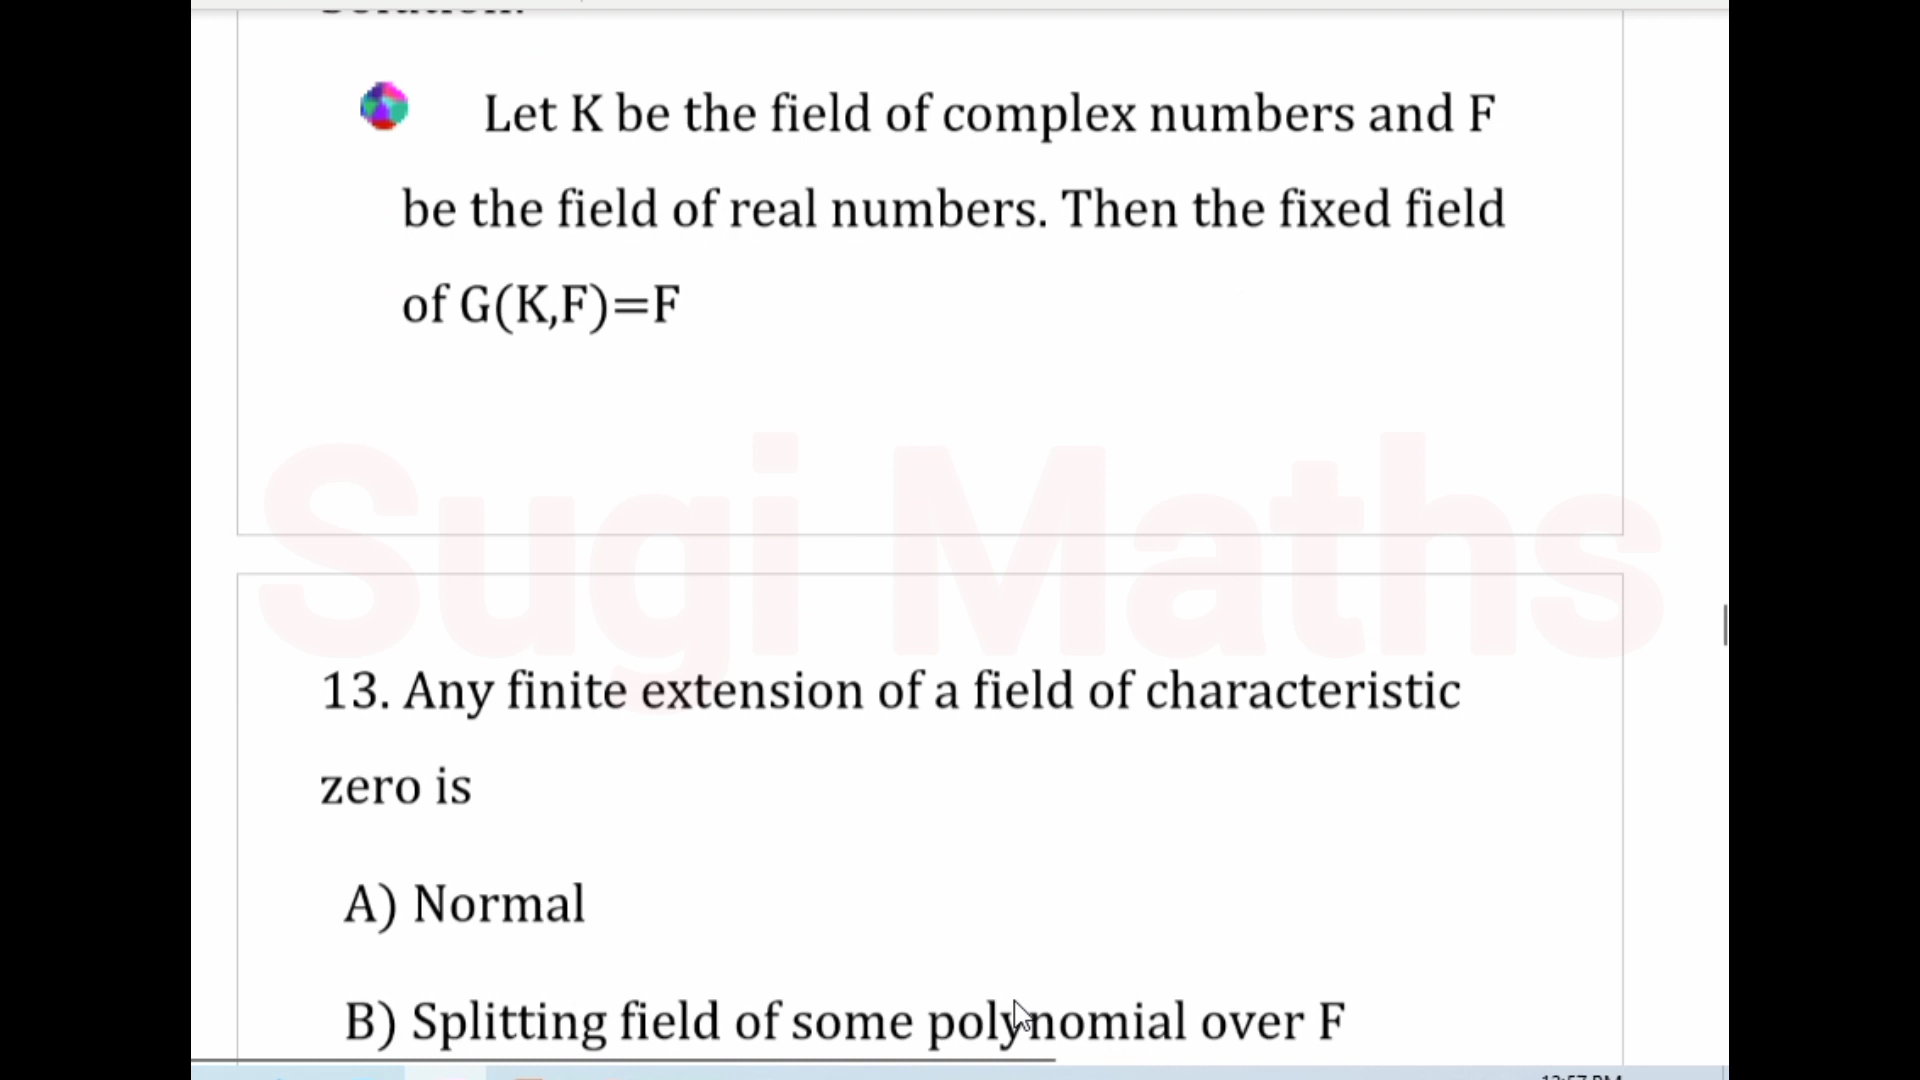 Let K be the field of complex numbers and F
be the field of real numbers. Then the fixed field
of G(K,F)=F
Sugi Maths
13. Any finite extension of a field of characteristic
zero is
A) Normal
B) Splitting field of some polynomial over F